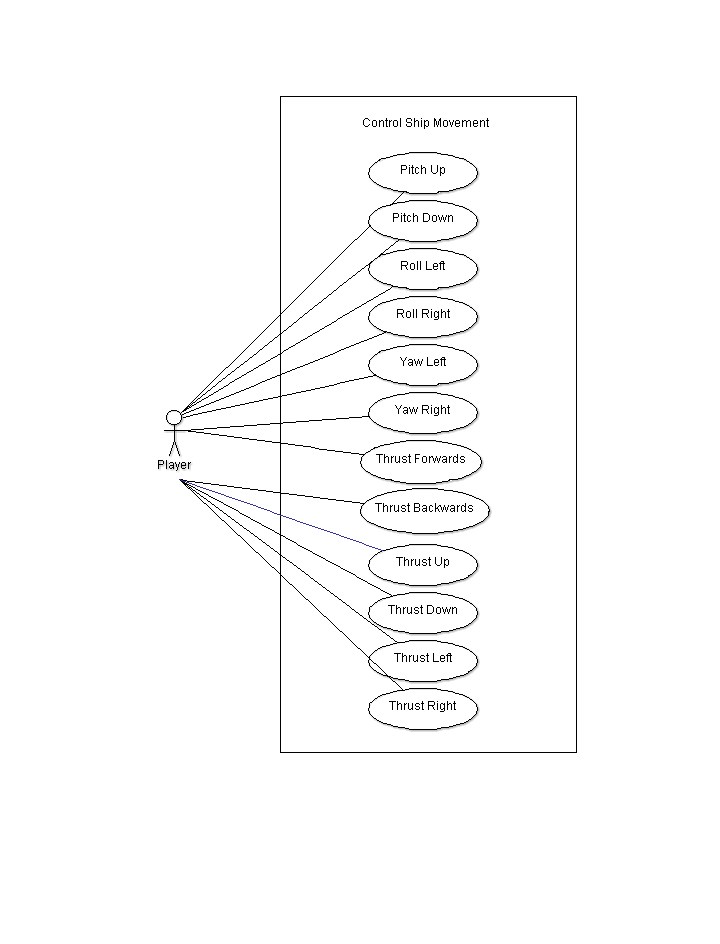 Control Ship Movement
Pitch Up
Pitch Down
Roll Left
Roll Right
Yaw Left
Yaw Right
Thrust Forwards
Player
Thrust Backwards
Thrust Up
Thrust Down
Thrust Left
Thrust Right